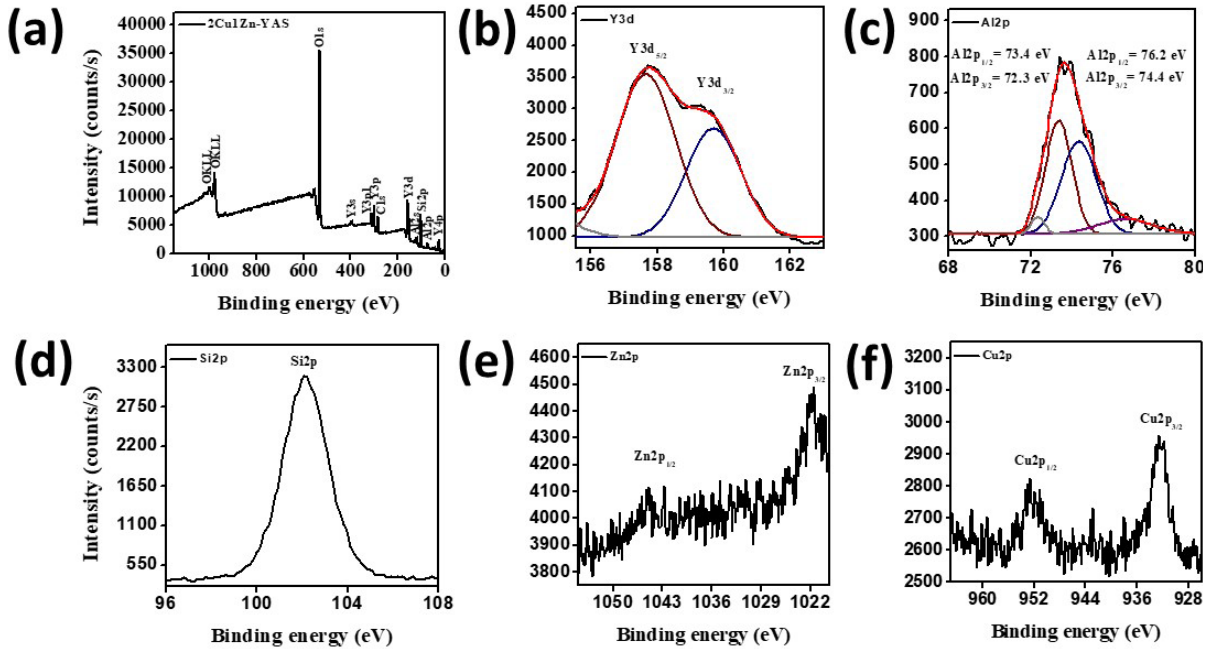 (a)
2Cu1Zn-YAS
40000
35000
30000
25000
20000
15000
10000
5000
0
Intensity (counts/s)
OKLL
OKLL
O1s
Y3s
Y3p1
Y3p
C1s
Y3d
Al2s
Si2p
Al2p
Y4p
1000 800 600 400 200 0
Binding energy (eV)
(b)
Y3d
4500
4000
3500
3000
2500
2000
1500
1000
Y3d5/2
Y3d3/2
156 158 160 162
Binding energy (eV)
(c)
Al2p
900
800
700
600
500
400
300
Al2p1/2 = 73.4 eV
Al2p3/2 = 72.3 eV
Al2p1/2 = 76.2 eV
Al2p3/2 = 74.4 eV
68 72 76 80
Binding energy (eV)
(d)
Si2p
3300
2750
2200
1650
1100
550
Intensity (counts/s)
Si2p
96 100 104 108
Binding energy (eV)
(e)
Zn2p
4600
4500
4400
4300
4200
4100
4000
3900
3800
Zn2p1/2
Zn2p3/2
1050 1043 1036 1029 1022
Binding energy (eV)
(f)
Cu2p
3200
3100
3000
2900
2800
2700
2600
2500
Cu2p1/2
Cu2p3/2
960 952 944 936 928
Binding energy (eV)